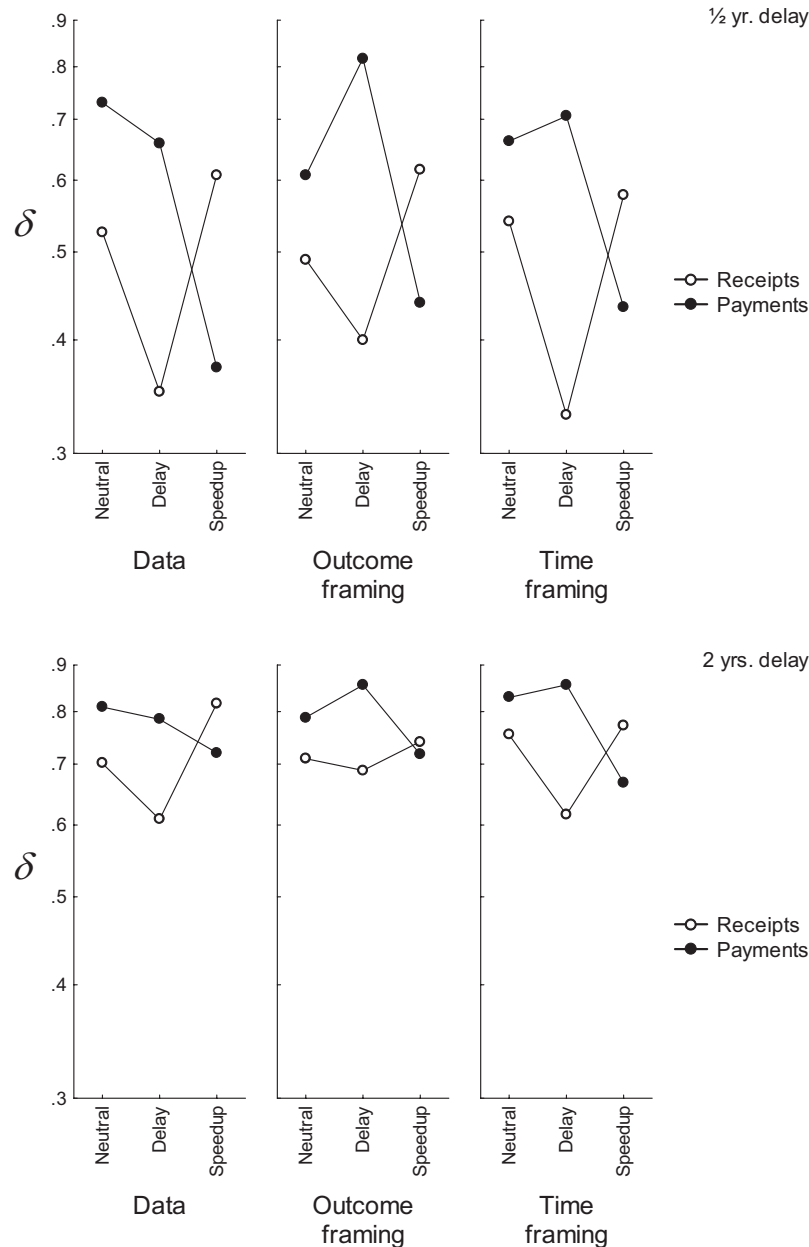 ½ yr. delay
.9
.8
.7
.6
.5
.4
.3
δ
Neutral
Delay
Speedup
Neutral
Delay
Speedup
Neutral
Delay
Speedup
Data
Outcome
framing
Time
framing
Receipts
Payments
2 yrs. delay
.9
.8
.7
.6
.5
.4
.3
δ
Neutral
Delay
Speedup
Neutral
Delay
Speedup
Neutral
Delay
Speedup
Data
Outcome
framing
Time
framing
Receipts
Payments